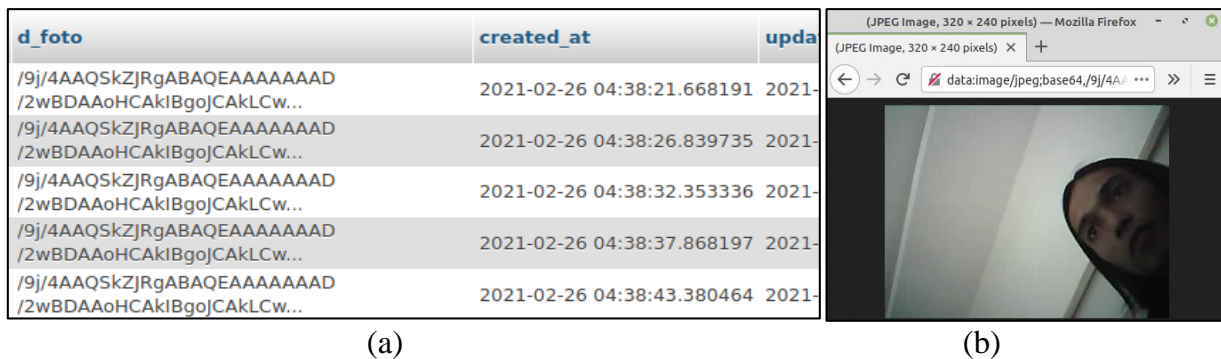 d_foto created_at upda
/9j/4AAQSkZJRgABAQEAAAAAAAD
/2wBDAAoHCAkIBgoJCAkLCw... 2021-02-26 04:38:21.668191 2021-
/9j/4AAQSkZJRgABAQEAAAAAAAD
/2wBDAAoHCAkIBgoJCAkLCw... 2021-02-26 04:38:26.839735 2021-
/9j/4AAQSkZJRgABAQEAAAAAAAD
/2wBDAAoHCAkIBgoJCAkLCw... 2021-02-26 04:38:32.353336 2021-
/9j/4AAQSkZJRgABAQEAAAAAAAD
/2wBDAAoHCAkIBgoJCAkLCw... 2021-02-26 04:38:37.868197 2021-
/9j/4AAQSkZJRgABAQEAAAAAAAD
/2wBDAAoHCAkIBgoJCAkLCw... 2021-02-26 04:38:43.380464 2021-
(a)
(JPEG Image, 320 × 240 pixels) — Mozilla Firefox
(JPEG Image, 320 × 240 pixels)
data:image/jpeg;base64,/9j/4AA
(b)